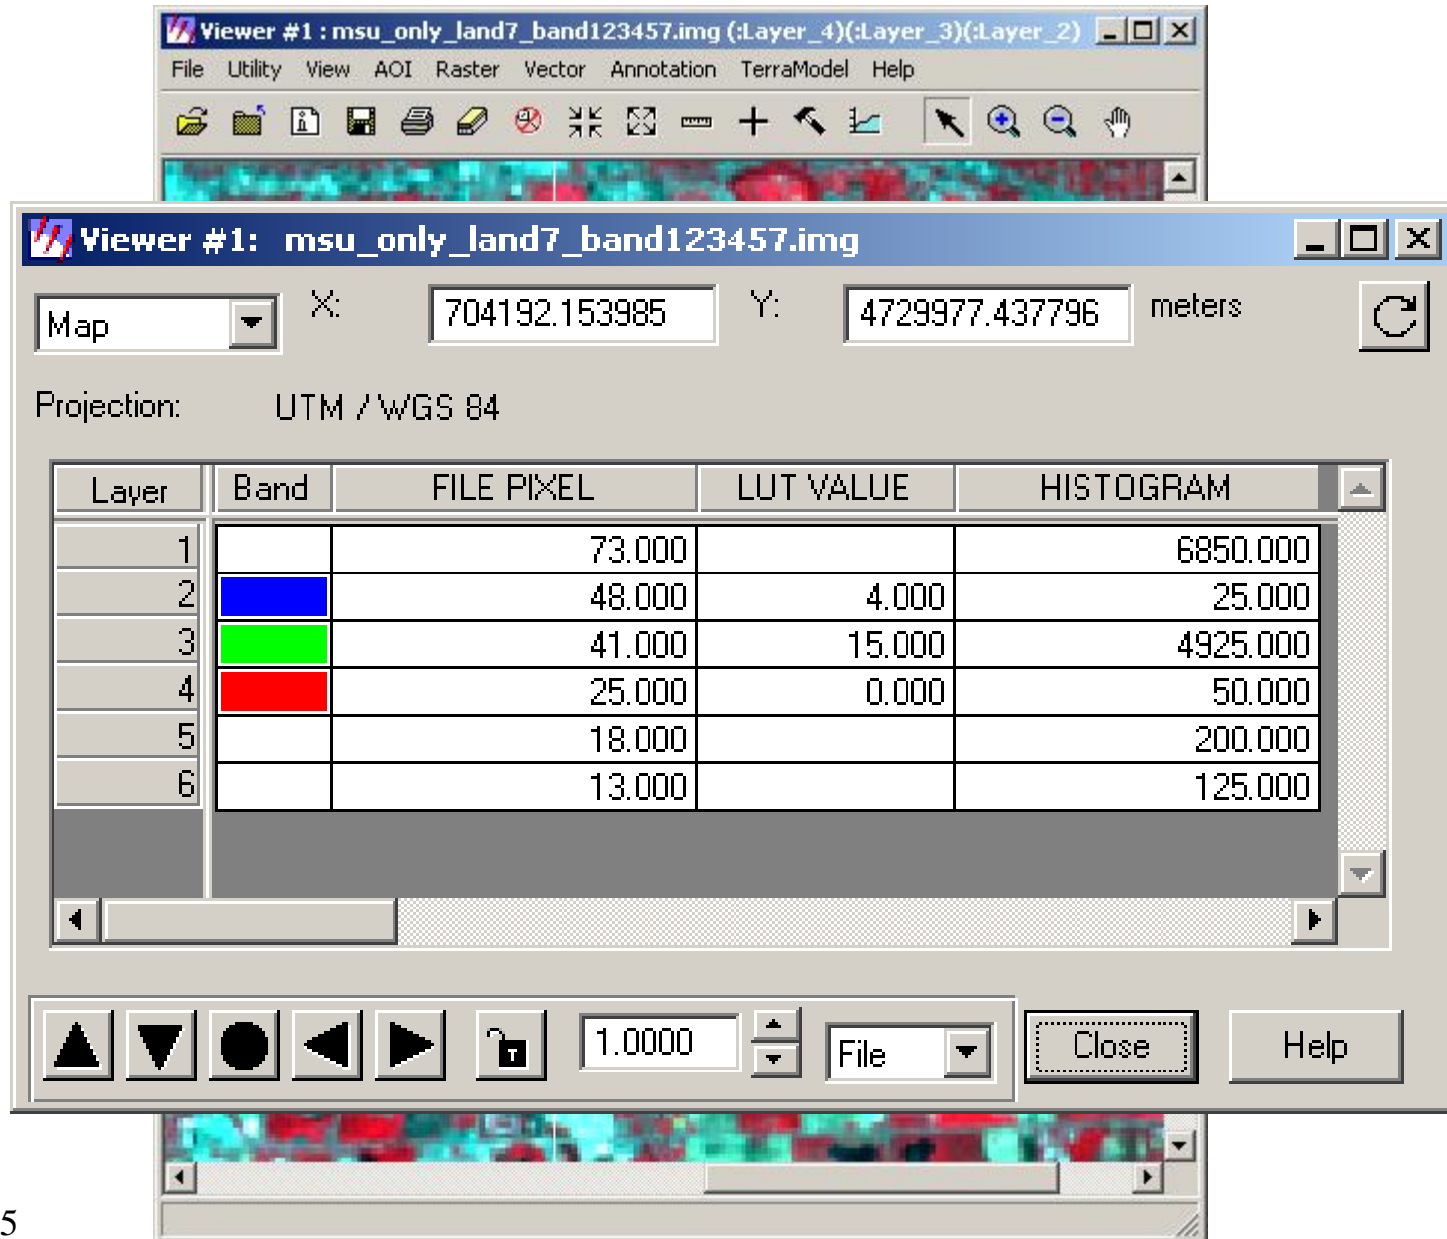 Viewer #1 : msu_only_land7_band123457.img (:Layer_4)(:Layer_3)(:Layer_2)
File Utility View AOI Raster Vector Annotation TerraModel Help
Viewer #1: msu_only_land7_band123457.img
Map X: 704192.153985 Y: 4729977.437796 meters
Projection: UTM / WGS 84
Layer Band FILE PIXEL LUT VALUE HISTOGRAM
1 73.000 6850.000
2 48.000 4.000 25.000
3 41.000 15.000 4925.000
4 25.000 0.000 50.000
5 18.000 200.000
6 13.000 125.000
1.0000 File Close Help
5